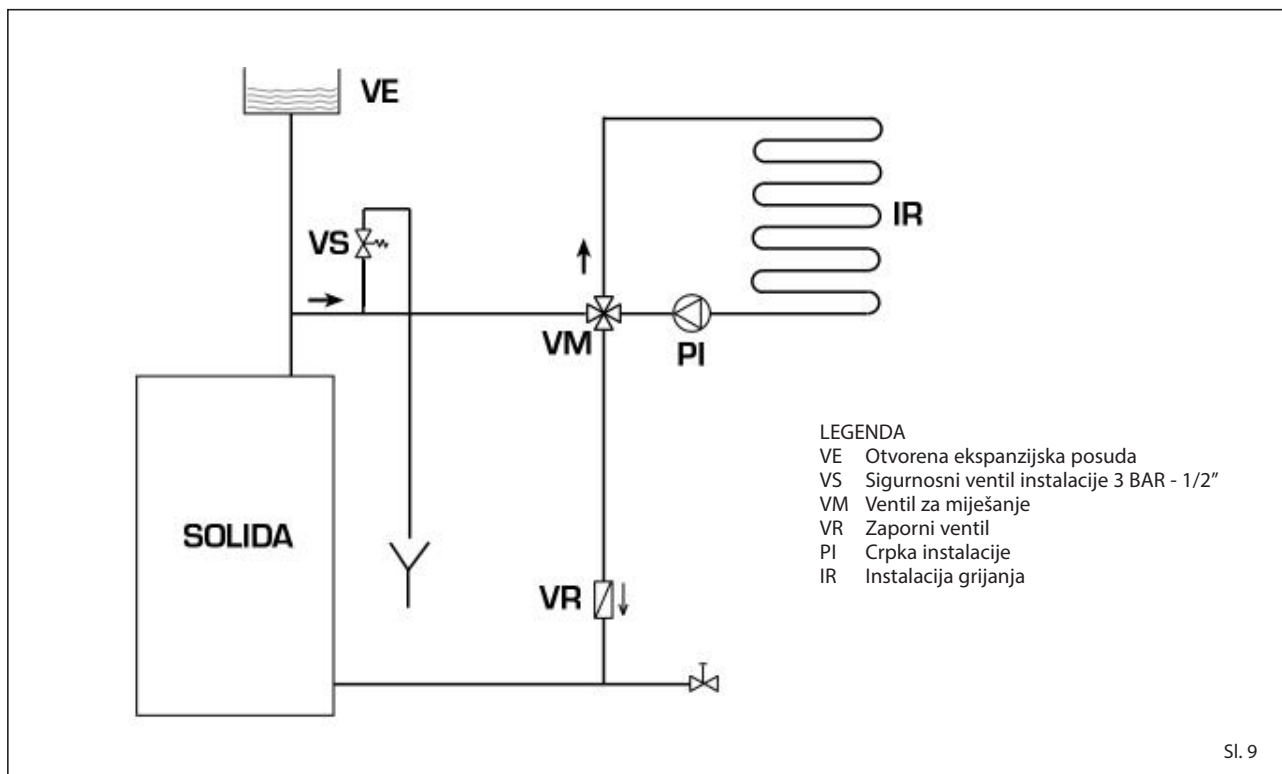 VE
VS
IR
VM
PI
SOLIDA
VR
LEGENDA
VE Otvorena ekspanzijska posuda
VS Sigurnosni ventil instalacije 3 BAR - 1/2”
VM Ventil za miješanje
VR Zaporni ventil
PI Crpka instalacije
IR Instalacija grijanja
Sl. 9